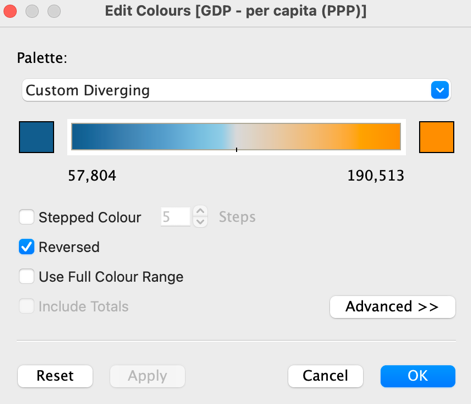 Edit Colours [GDP - per capita (PPP)]
Palette:
Custom Diverging
57,804 190,513
Stepped Colour 5 Steps
Reversed
Use Full Colour Range
Include Totals Advanced >>
Reset Apply Cancel OK